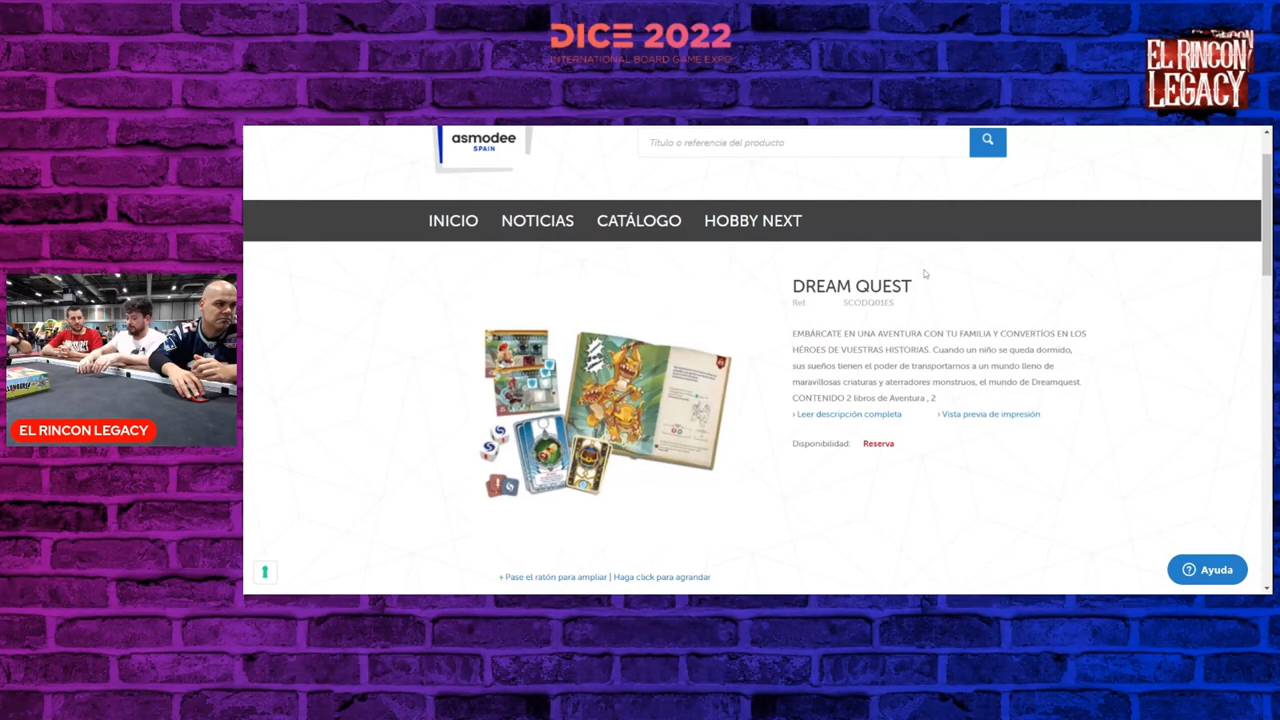 DICE 2022
INTERNATIONAL BOARD GAME EXPO
EL RINCON
LEGACY
asmodee
SPAIN
Título o referencia del producto
INICIO NOTICIAS CATÁLOGO HOBBY NEXT
DREAM QUEST
Ref SCODQ01ES
EMBÁRCATE EN UNA AVENTURA CON TU FAMILIA Y CONVERTÍOS EN LOS
HÉROES DE VUESTRAS HISTORIAS. Cuando un niño se queda dormido,
sus sueños tienen el poder de transportarnos a un mundo lleno de
maravillosas criaturas y aterradores monstruos, el mundo de Dreamquest.
CONTENIDO 2 libros de Aventura , 2
› Leer descripción completa › Vista previa de impresión
Disponibilidad: Reserva
+ Pase el ratón para ampliar | Haga click para agrandar
Ayuda
EL RINCON LEGACY